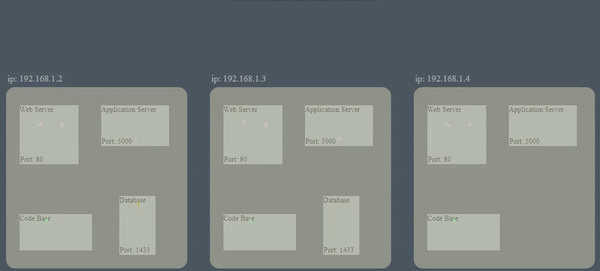 ip: 192.168.1.2
Web Server
Port: 80
Application Server
Port: 3000
Code Base
Database
Port: 1433
ip: 192.168.1.3
Web Server
Port: 80
Application Server
Port: 5000
Code Base
Database
Port: 1433
ip: 192.168.1.4
Web Server
Port: 80
Application Server
Port: 3000
Code Base